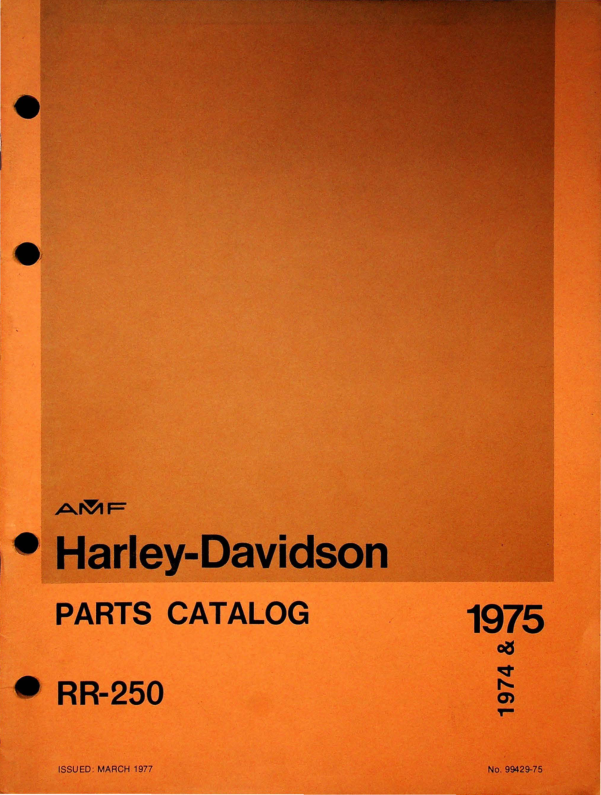 AMF
Harley-Davidson
PARTS CATALOG
1975
1974 &
RR-250
ISSUED: MARCH 1977
No. 99429-75